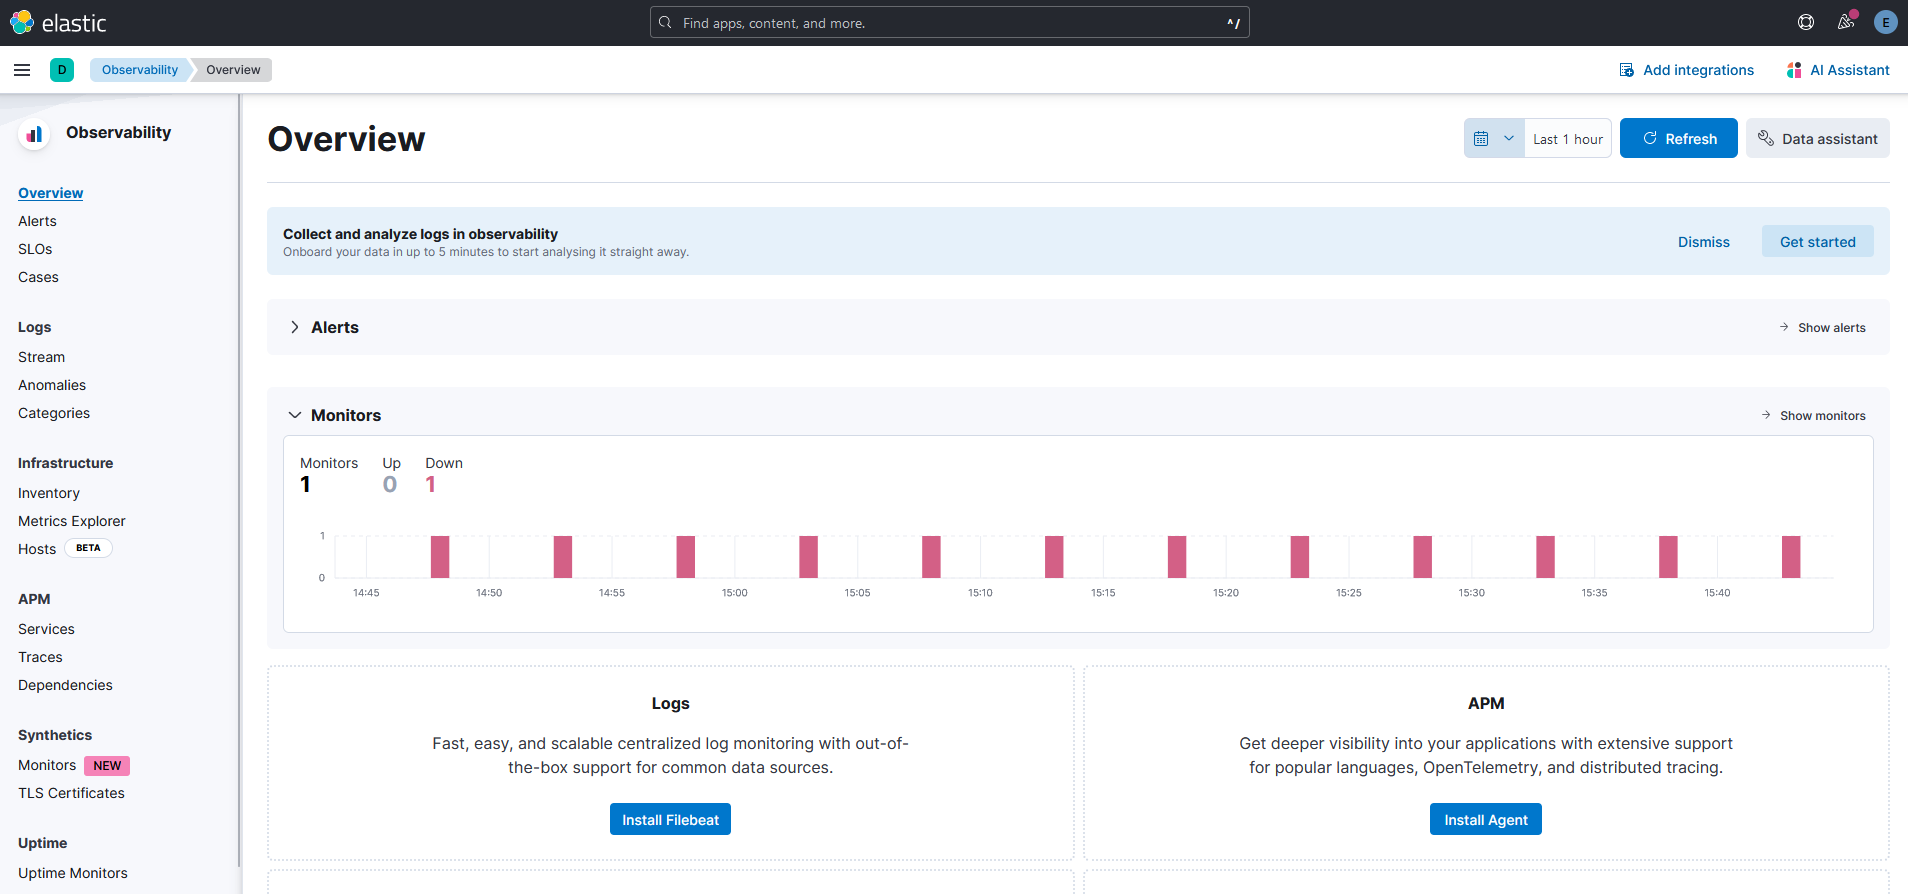 elastic
Find apps, content, and more.
^/
E
D
Observability
Overview
Add integrations
AI Assistant
Observability
Overview
Alerts
SLOs
Cases
Logs
Stream
Anomalies
Categories
Infrastructure
Inventory
Metrics Explorer
Hosts BETA
APM
Services
Traces
Dependencies
Synthetics
Monitors NEW
TLS Certificates
Uptime
Uptime Monitors
Overview
Last 1 hour
Refresh
Data assistant
Collect and analyze logs in observability
Onboard your data in up to 5 minutes to start analysing it straight away.
Dismiss
Get started
Alerts
Show alerts
Monitors
Show monitors
Monitors Up Down
1 0 1
1
0
14:45 14:50 14:55 15:00 15:05 15:10 15:15 15:20 15:25 15:30 15:35 15:40
Logs
Fast, easy, and scalable centralized log monitoring with out-of-
the-box support for common data sources.
Install Filebeat
APM
Get deeper visibility into your applications with extensive support
for popular languages, OpenTelemetry, and distributed tracing.
Install Agent